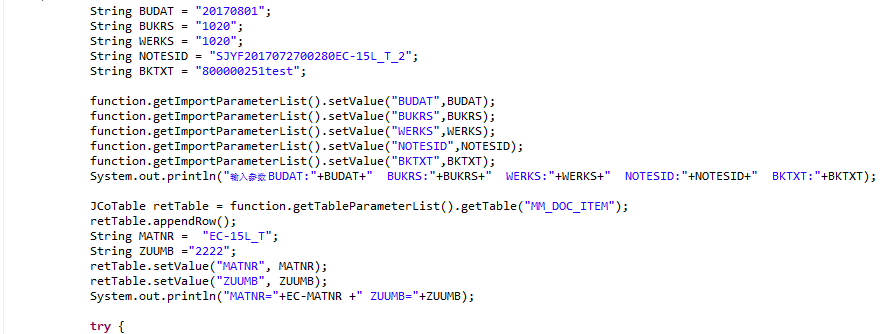 String BUDAT = "20170801";
String BUKRS = "1020";
String WERKS = "1020";
String NOTESID = "SJYF2017072700280EC-15L_T_2";
String BKTXT = "800000251test";
function.getImportParameterList().setValue("BUDAT",BUDAT);
function.getImportParameterList().setValue("BUKRS",BUKRS);
function.getImportParameterList().setValue("WERKS",WERKS);
function.getImportParameterList().setValue("NOTESID",NOTESID);
function.getImportParameterList().setValue("BKTXT",BKTXT);
System.out.println("输入参数BUDAT:"+BUDAT+"  BUKRS:"+BUKRS+"  WERKS:"+WERKS+"  NOTESID:"+NOTESID+"  BKTXT:"+BKTXT);
JCoTable retTable = function.getTableParameterList().getTable("MM_DOC_ITEM");
retTable.appendRow();
String MATNR =  "EC-15L_T";
String ZUUMB ="2222";
retTable.setValue("MATNR", MATNR);
retTable.setValue("ZUUMB", ZUUMB);
System.out.println("MATNR="+EC-MATNR +" ZUUMB="+ZUUMB);
try {